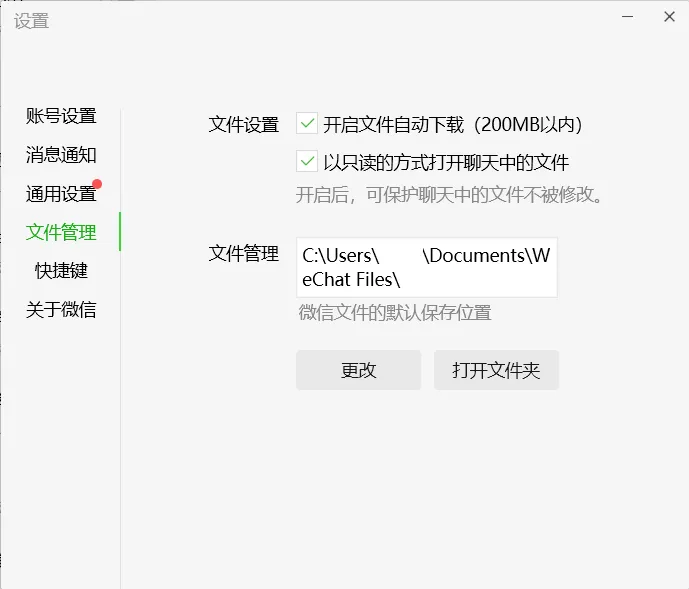 设置
账号设置
消息通知
通用设置
文件管理
快捷键
关于微信
文件设置
开启文件自动下载（200MB以内）
以只读的方式打开聊天中的文件
开启后，可保护聊天中的文件不被修改。
文件管理
C:\Users\ \Documents\W
eChat Files\
微信文件的默认保存位置
更改
打开文件夹